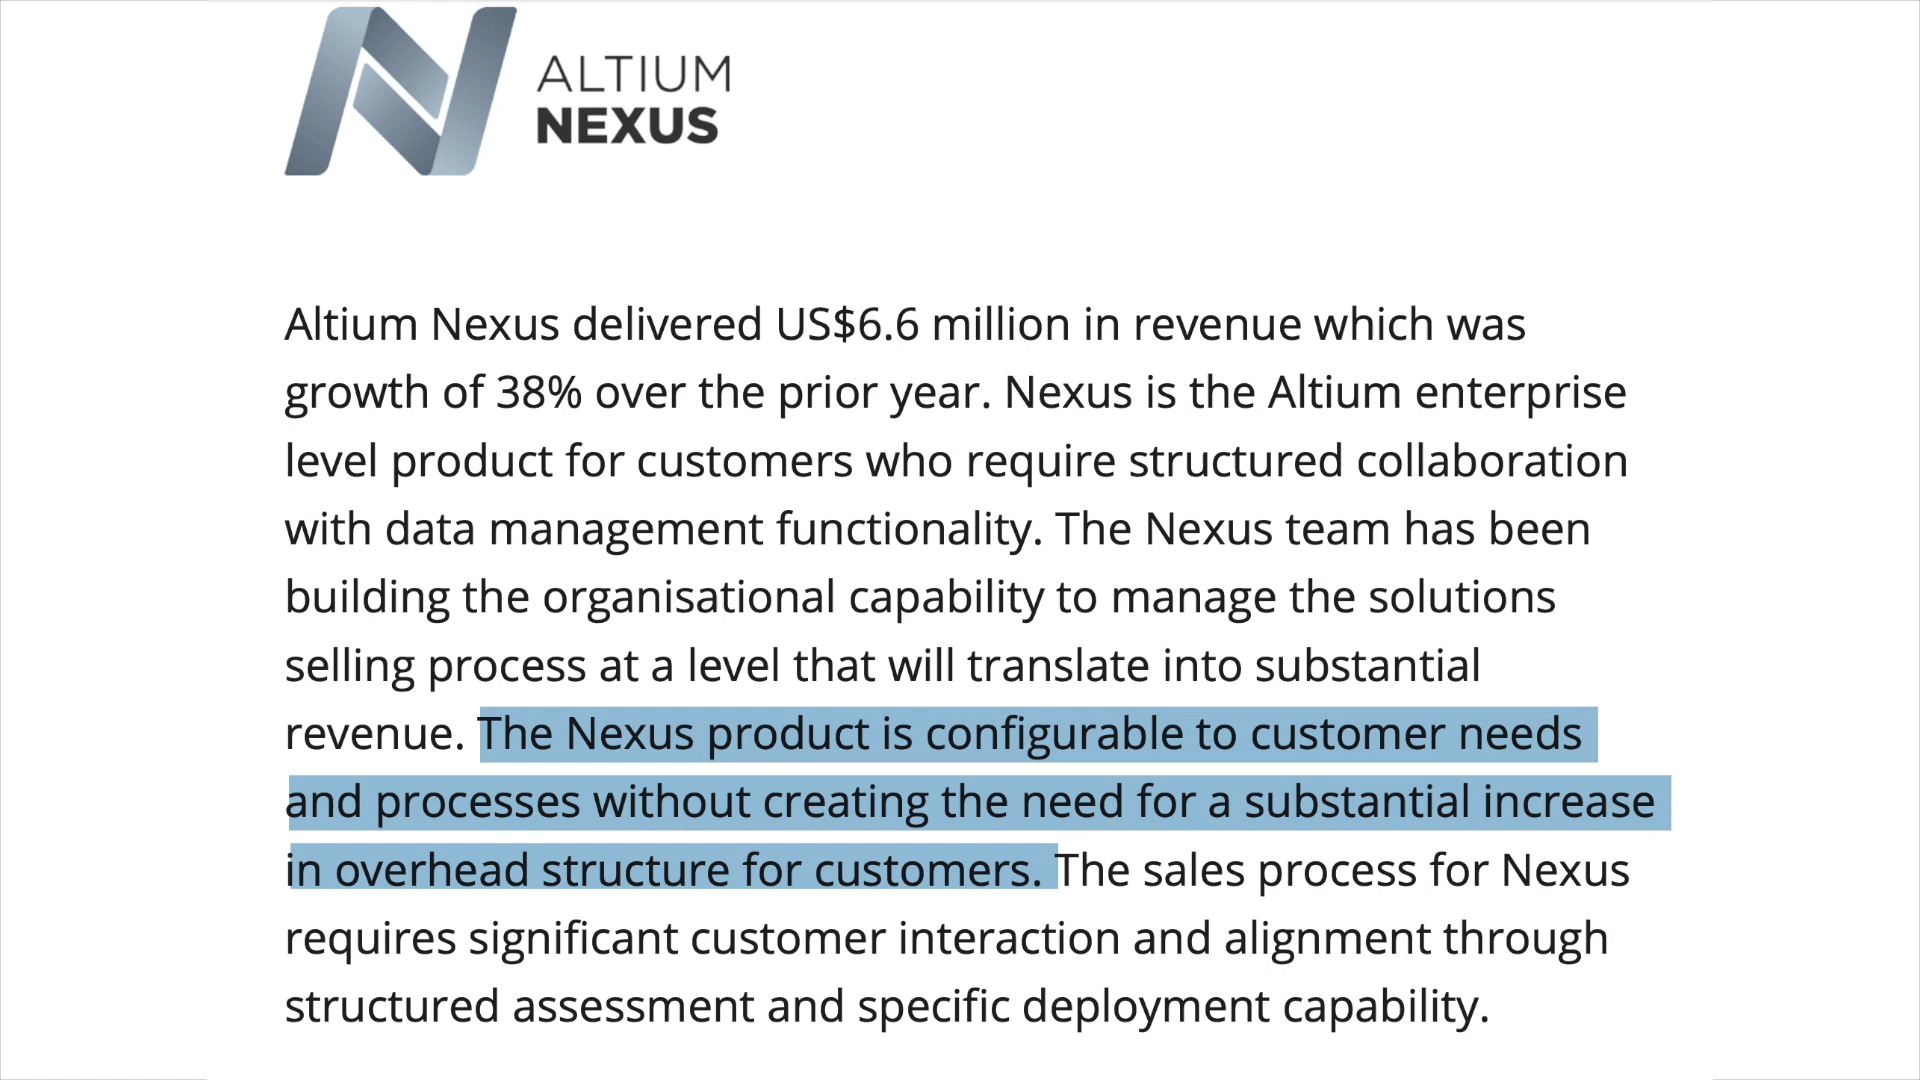 ALTIUM
NEXUS
Altium Nexus delivered US$6.6 million in revenue which was
growth of 38% over the prior year. Nexus is the Altium enterprise
level product for customers who require structured collaboration
with data management functionality. The Nexus team has been
building the organisational capability to manage the solutions
selling process at a level that will translate into substantial
revenue. The Nexus product is configurable to customer needs
and processes without creating the need for a substantial increase
in overhead structure for customers. The sales process for Nexus
requires significant customer interaction and alignment through
structured assessment and specific deployment capability.